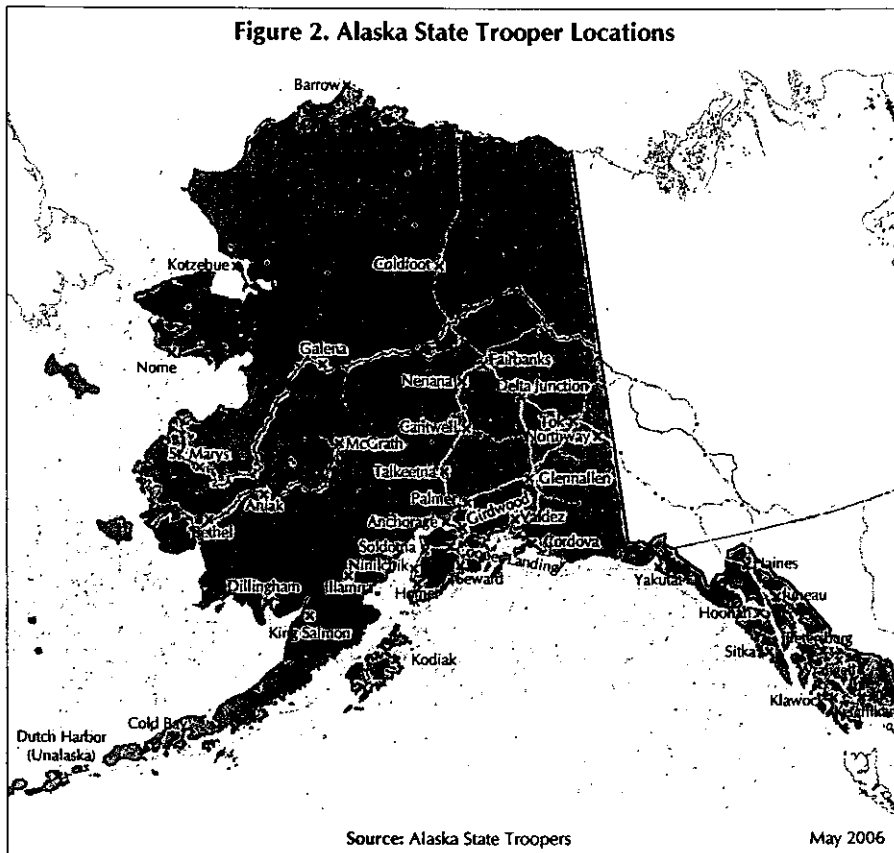 Figure 2. Alaska State Trooper Locations
Barrow
Kotzebue
Coldfoot
Nome
Galena
Fairbanks
Nenana
Delta Junction
Cantwell
Tok
Northway
St. Marys
McGrath
Talkeetna
Glennallen
Palmer
Aniak
Anchorage
Girdwood
Valdez
Bethel
Soldotna
Cordova
Ninilchik
Landing
Haines
Dillingham
Iliamna
Seward
Yakutat
Juneau
Homer
Hoonah
King Salmon
Petersburg
Sitka
Kodiak
Klawock
Cold Bay
Dutch Harbor
(Unalaska)
Source: Alaska State Troopers
May 2006